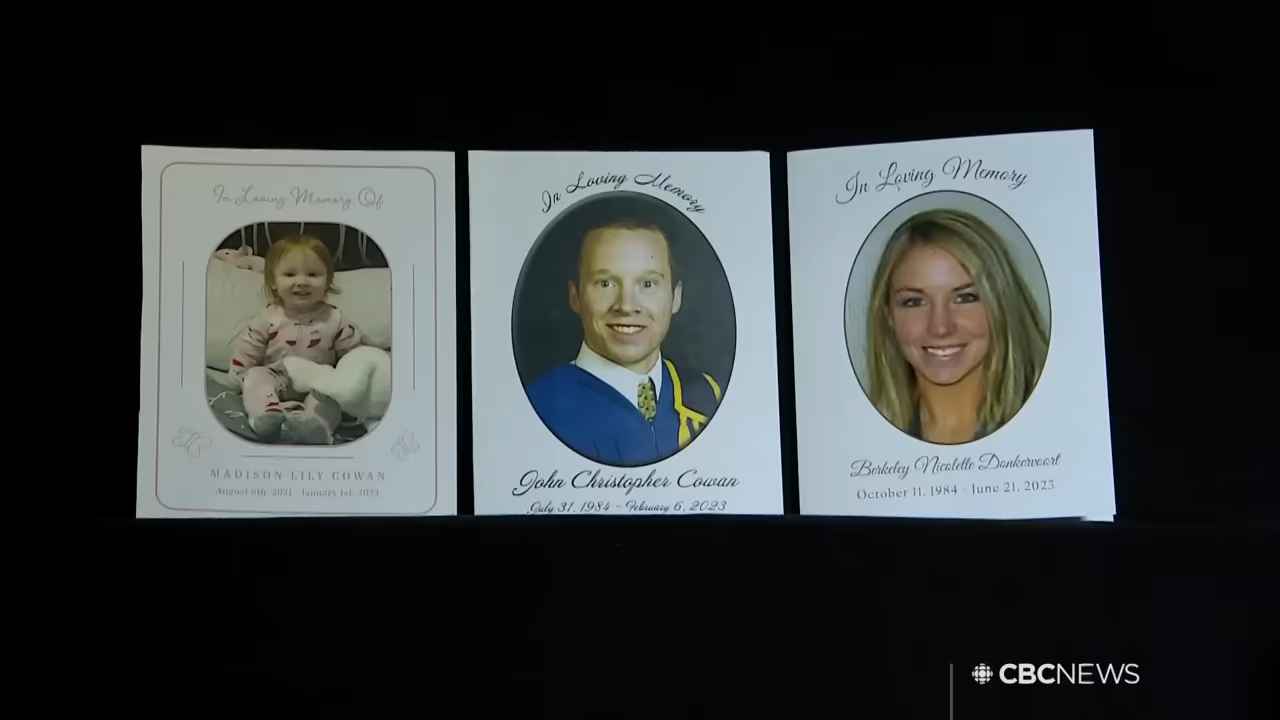 In Loving Memory Of
MADISON LILY COWAN
August 6th, 2021 - January 1st, 2023
In Loving Memory
John Christopher Cowan
July 31, 1984 - February 6, 2023
In Loving Memory
Berkeley Nicolette Donkervoort
October 11, 1984 - June 21, 2023
CBCNEWS